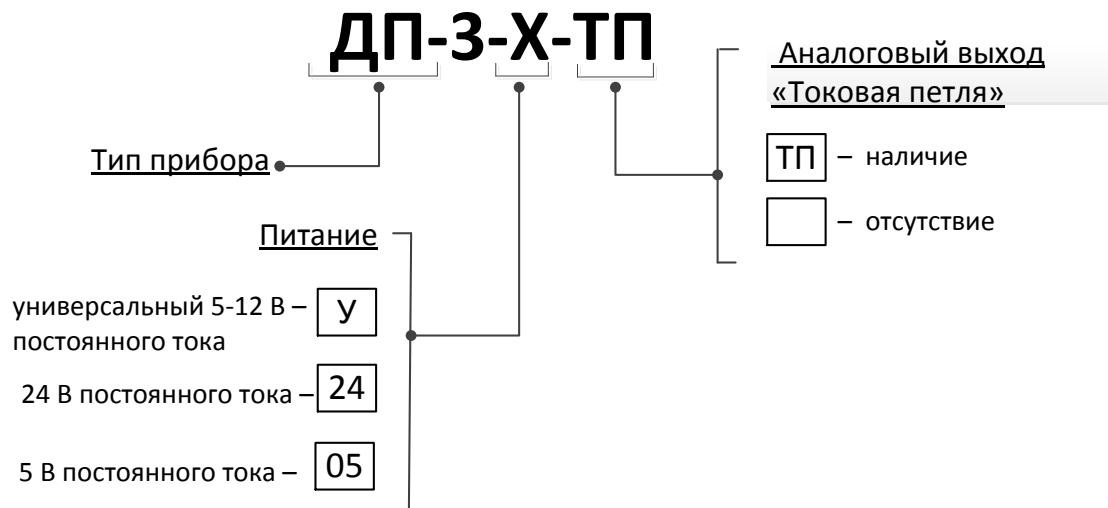 ДП-3-Х-ТП
Аналоговый выход
«Токовая петля»
ТП – наличие
– отсутствие
Тип прибора
Питание
универсальный 5-12 В – У
постоянного тока
24 В постоянного тока – 24
5 В постоянного тока – 05